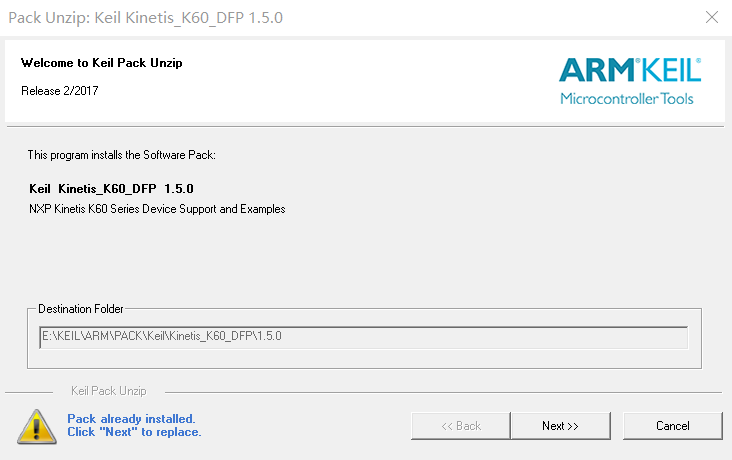 Pack Unzip: Keil Kinetis_K60_DFP 1.5.0
Welcome to Keil Pack Unzip
Release 2/2017
ARM®KEIL®
Microcontroller Tools
This program installs the Software Pack:
Keil Kinetis_K60_DFP 1.5.0
NXP Kinetis K60 Series Device Support and Examples
Destination Folder
E:\KEIL\ARM\PACK\Keil\Kinetis_K60_DFP\1.5.0
Keil Pack Unzip
Pack already installed.
Click "Next" to replace.
<< Back
Next >>
Cancel